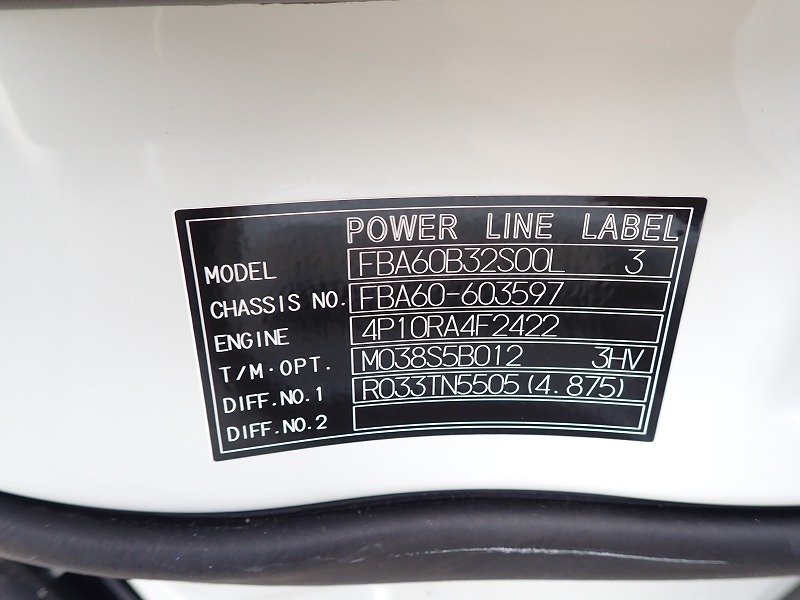 POWER LINE LABEL
MODEL FBA60B32S00L 3
CHASSIS NO. FBA60-603597
ENGINE 4P10RA4F2422
T/M·OPT. M038S5B012 3HV
DIFF.NO.1 R033TN5505(4.875)
DIFF.NO.2